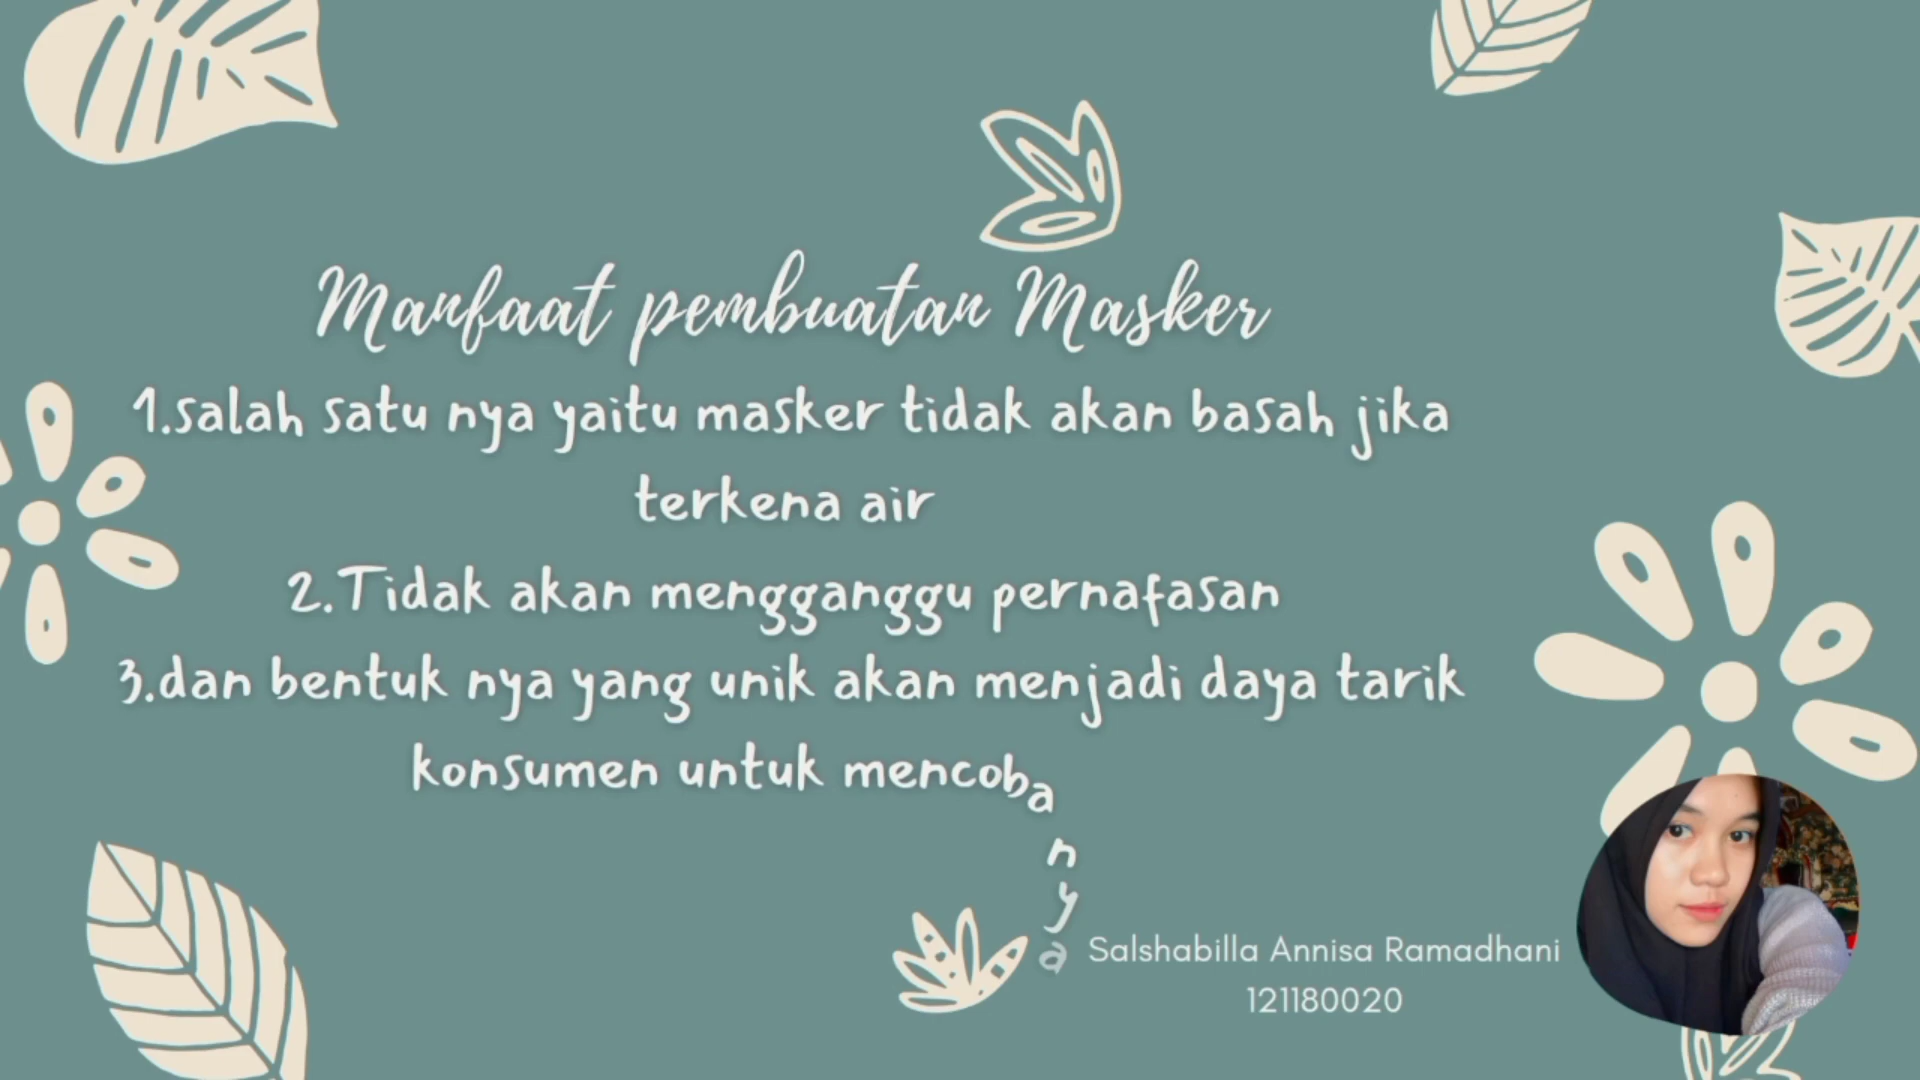 Manfaat pembuatan Masker
1.salah satu nya yaitu masker tidak akan basah jika
terkena air
2.Tidak akan mengganggu pernafasan
3.dan bentuk nya yang unik akan menjadi daya tarik
konsumen untuk mencobanya
Salshabilla Annisa Ramadhani
121180020